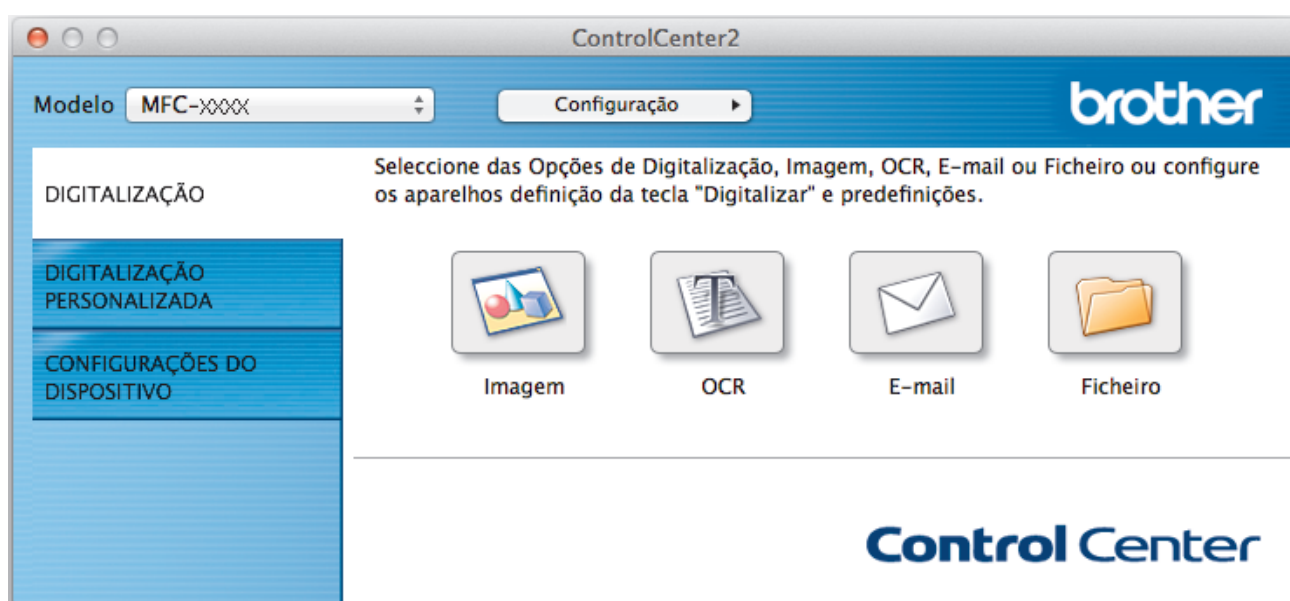 ControlCenter2
Modelo MFC-XXXX Configuração
brother
DIGITALIZAÇÃO
DIGITALIZAÇÃO
PERSONALIZADA
CONFIGURAÇÕES DO
DISPOSITIVO
Seleccione das Opções de Digitalização, Imagem, OCR, E-mail ou Ficheiro ou configure
os aparelhos definição da tecla "Digitalizar" e predefinições.
Imagem OCR E-mail Ficheiro
Control Center